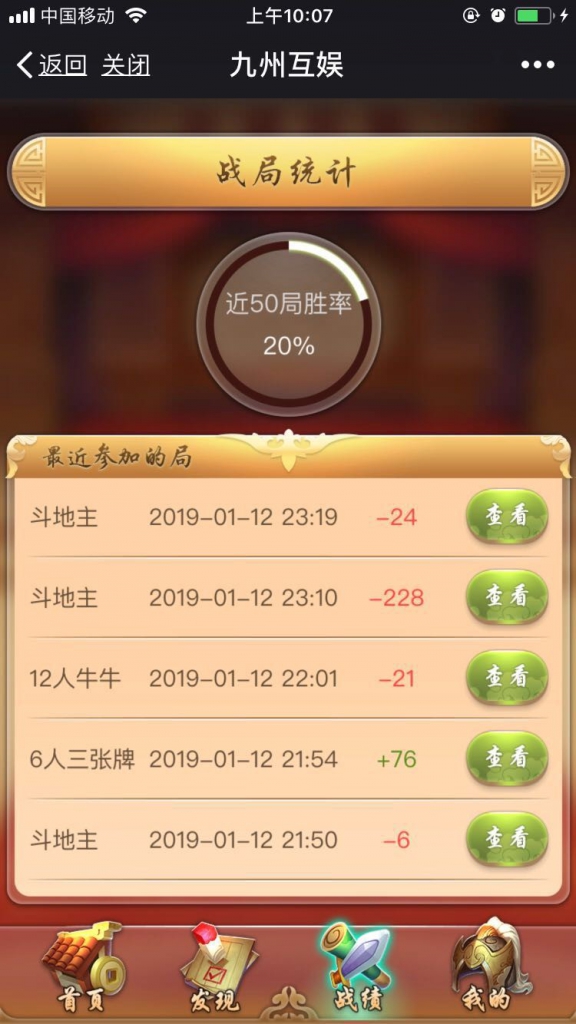 中国移动 上午10:07
返回 关闭 九州互娱
战局统计
近50局胜率
20%
最近参加的局
斗地主 2019-01-12 23:19 -24 查看
斗地主 2019-01-12 23:10 -228 查看
12人牛牛 2019-01-12 22:01 -21 查看
6人三张牌 2019-01-12 21:54 +76 查看
斗地主 2019-01-12 21:50 -6 查看
首页 发现 战绩 我的